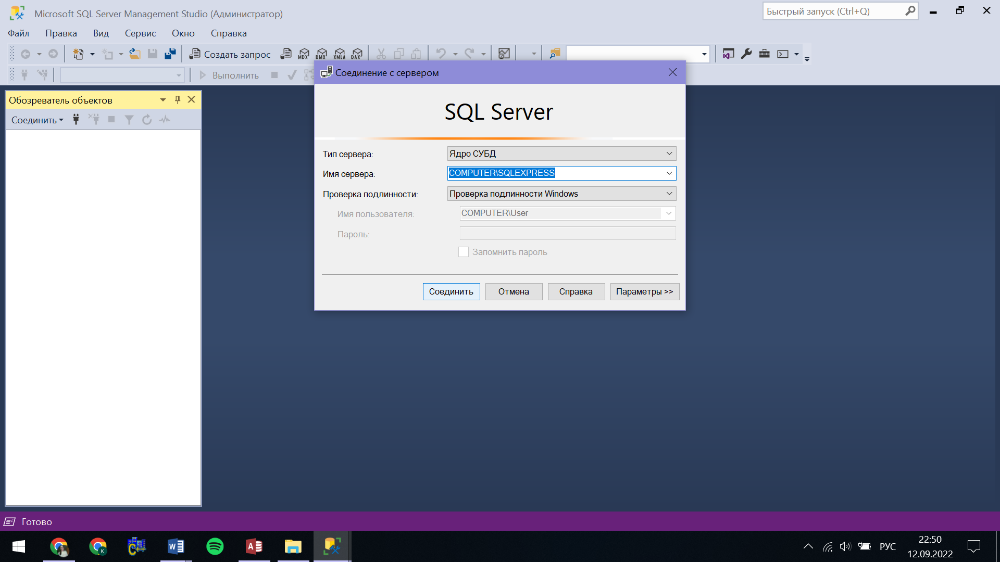 Microsoft SQL Server Management Studio (Администратор)
Быстрый запуск (Ctrl+Q)
Файл Правка Вид Сервис Окно Справка
Создать запрос MDX DMX XMLA DAX
Выполнить
Соединение с сервером
Обозреватель объектов
Соединить
SQL Server
Тип сервера: Ядро СУБД
Имя сервера: COMPUTER\SQLEXPRESS
Проверка подлинности: Проверка подлинности Windows
Имя пользователя: COMPUTER\User
Пароль:
Запомнить пароль
Соединить Отмена Справка Параметры >>
Готово
C++ W K A
РУС
22:50
12.09.2022